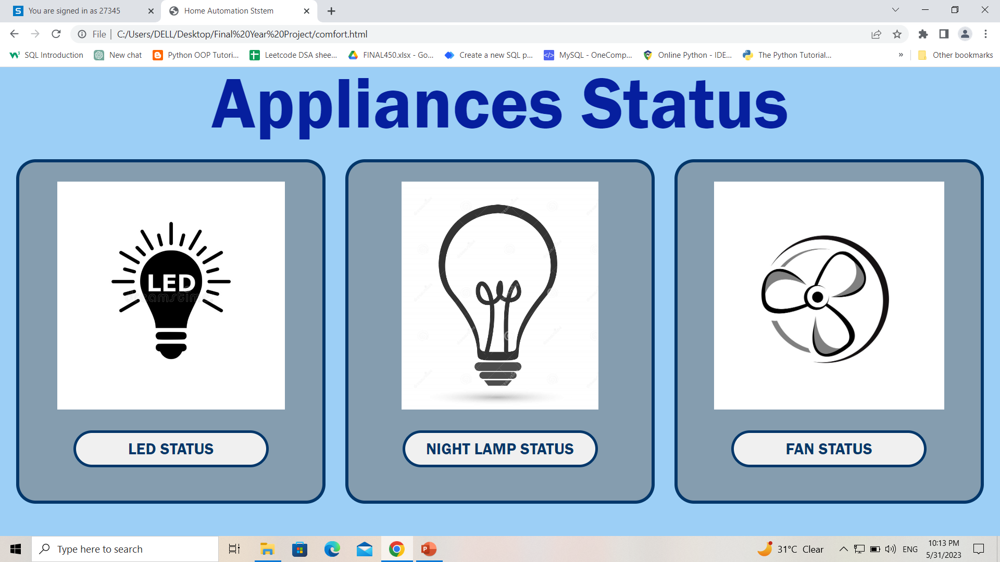 You are signed in as 27345
Home Automation Ststem
File
C:/Users/DELL/Desktop/Final%20Year%20Project/comfort.html
SQL Introduction
New chat
Python OOP Tutori...
Leetcode DSA shee...
FINAL450.xlsx - Go...
Create a new SQL p...
MySQL - OneComp...
Online Python - IDE...
The Python Tutorial...
»
Other bookmarks
Appliances Status
LED
dreamstime
LED STATUS
NIGHT LAMP STATUS
FAN STATUS
Type here to search
31°C Clear
ENG
10:13 PM
5/31/2023